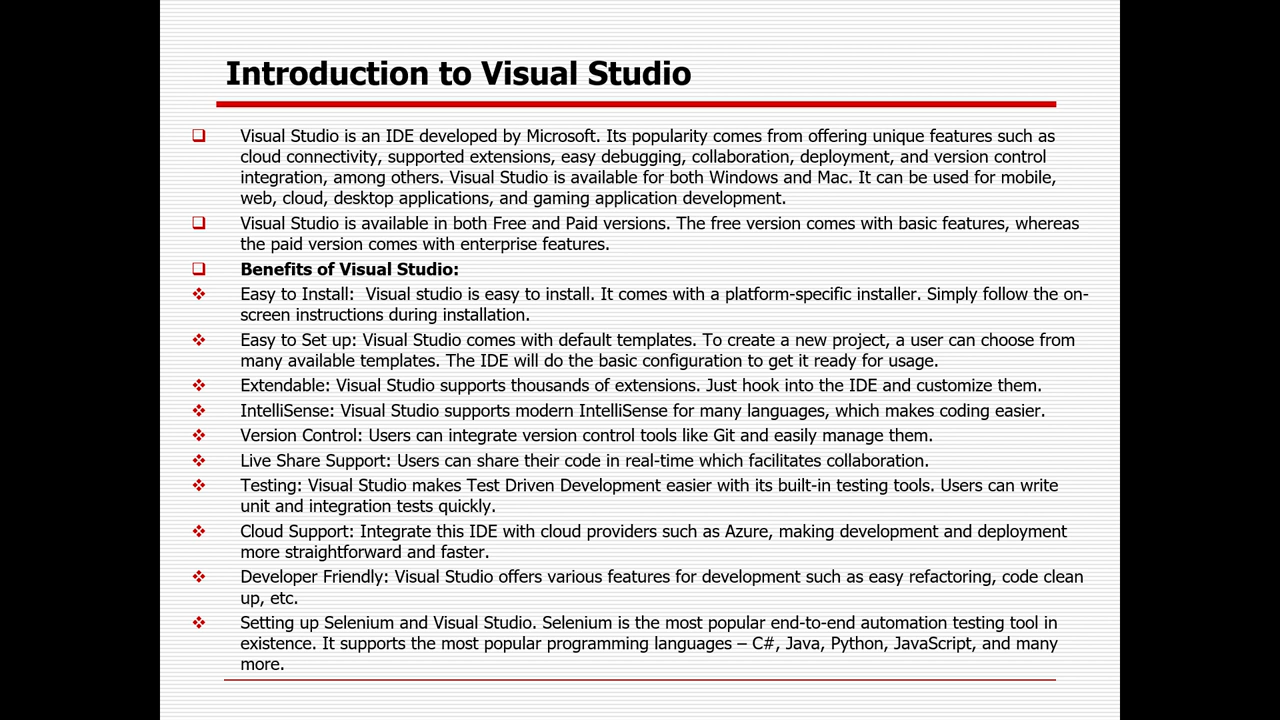 Introduction to Visual Studio
Visual Studio is an IDE developed by Microsoft. Its popularity comes from offering unique features such as
cloud connectivity, supported extensions, easy debugging, collaboration, deployment, and version control
integration, among others. Visual Studio is available for both Windows and Mac. It can be used for mobile,
web, cloud, desktop applications, and gaming application development.
Visual Studio is available in both Free and Paid versions. The free version comes with basic features, whereas
the paid version comes with enterprise features.
Benefits of Visual Studio:
Easy to Install:  Visual studio is easy to install. It comes with a platform-specific installer. Simply follow the on-
screen instructions during installation.
Easy to Set up: Visual Studio comes with default templates. To create a new project, a user can choose from
many available templates. The IDE will do the basic configuration to get it ready for usage.
Extendable: Visual Studio supports thousands of extensions. Just hook into the IDE and customize them.
IntelliSense: Visual Studio supports modern IntelliSense for many languages, which makes coding easier.
Version Control: Users can integrate version control tools like Git and easily manage them.
Live Share Support: Users can share their code in real-time which facilitates collaboration.
Testing: Visual Studio makes Test Driven Development easier with its built-in testing tools. Users can write
unit and integration tests quickly.
Cloud Support: Integrate this IDE with cloud providers such as Azure, making development and deployment
more straightforward and faster.
Developer Friendly: Visual Studio offers various features for development such as easy refactoring, code clean
up, etc.
Setting up Selenium and Visual Studio. Selenium is the most popular end-to-end automation testing tool in
existence. It supports the most popular programming languages – C#, Java, Python, JavaScript, and many
more.